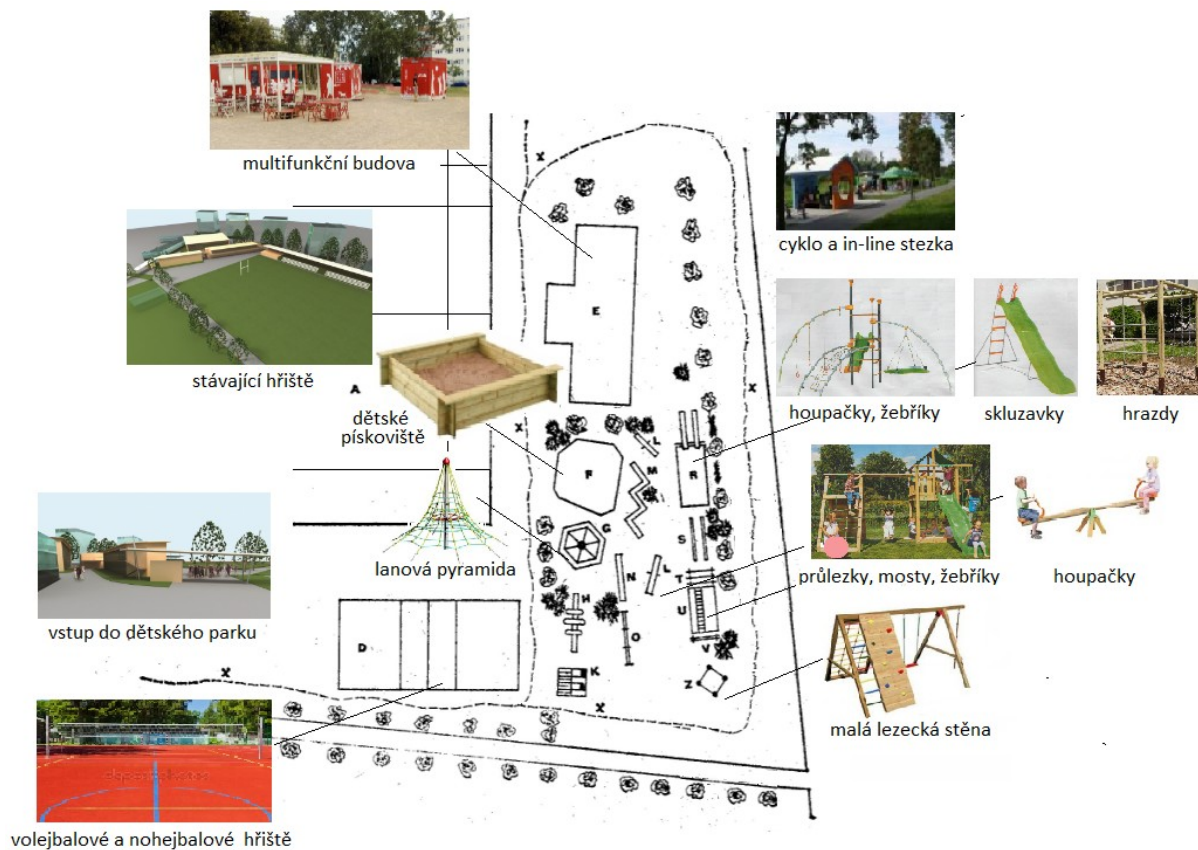 multifunkční budova
cyklo a in-line stezka
stávající hřiště
houpačky, žebříky
skluzavky
hrazdy
dětské
pískoviště
lanová pyramida
průlezky, mosty, žebříky
houpačky
vstup do dětského parku
malá lezecká stěna
volejbalové a nohejbalové hřiště
X
E
A
X
X
L
F
M
R
G
S
N
L
T
H
U
O
D
V
K
Z
X
X